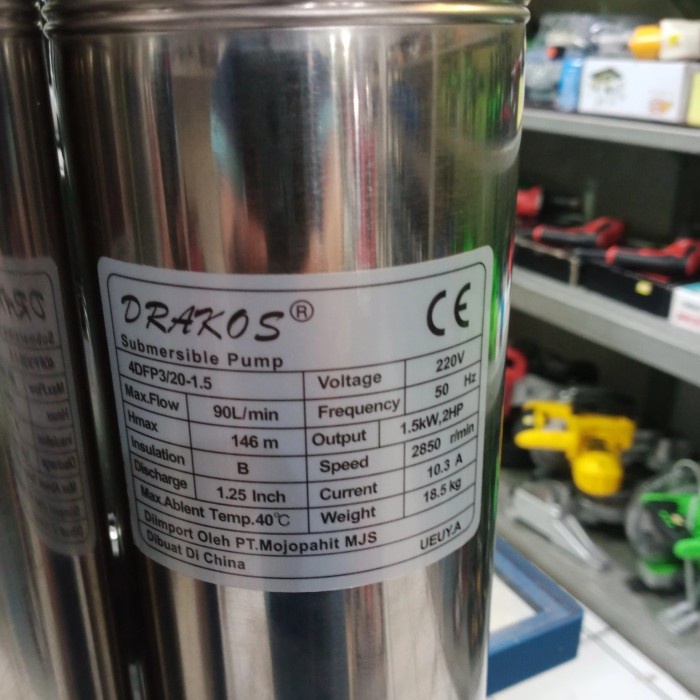 DRAKOS®
CE
Submersible Pump
4DFP3/20-1.5
Voltage 220V
Max.Flow 90L/min
Frequency 50 Hz
Hmax 146 m
Output 1.5kW,2HP
Insulation B
Speed 2850 r/min
Discharge 1.25 Inch
Current 10.3 A
Max.Ablent Temp.40℃
Weight 18.5 kg
Diimport Oleh PT.Mojopahit MJS
Dibuat Di China
UEUYA